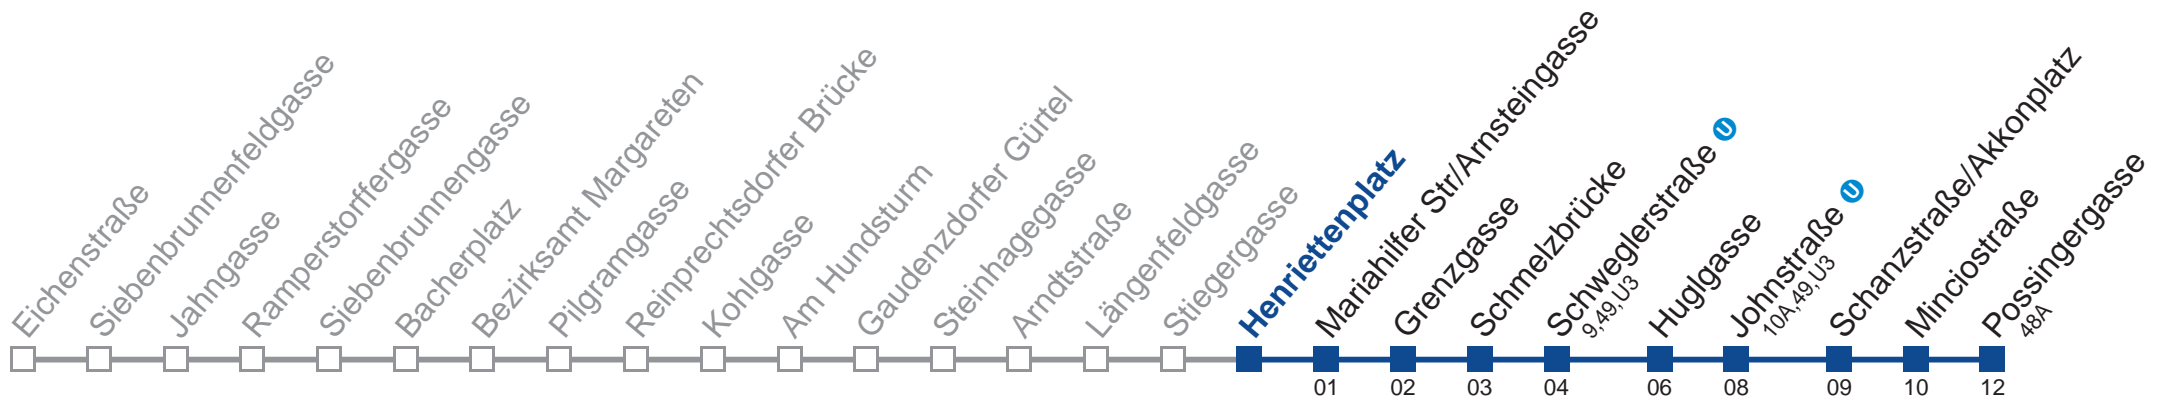 Eichenstraße
Siebenbrunnenfeldgasse
Jahngasse
Ramperstorffergasse
Siebenbrunnengasse
Bacherplatz
Bezirksamt Margareten
Pilgramgasse
Reinprechtsdorfer Brücke
Kohlgasse
Am Hundsturm
Gaudenzdorfer Gürtel
Steinhagegasse
Arndtstraße
Längenfeldgasse
Stiegergasse
Henriettenplatz
Mariahilfer Str/Arnsteingasse
Grenzgasse
Schmelzbrücke
Schweglerstraße U
9,49,U3
Huglgasse
Johnstraße U
10A,49,U3
Schanzstraße/Akkonplatz
Minciostraße
Possingergasse
48A
01 02 03 04 06 08 09 10 12